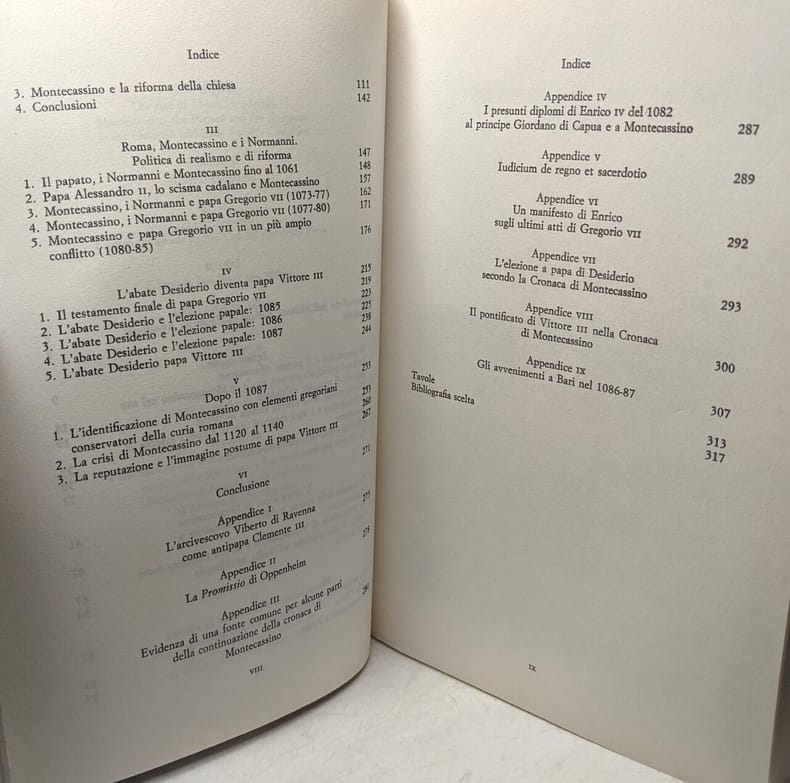 Indice
3. Montecassino e la riforma della chiesa 111
4. Conclusioni 142
III
Roma, Montecassino e i Normanni.
Politica di realismo e di riforma 147
1. Il papato, i Normanni e Montecassino fino al 1061 148
2. Papa Alessandro II, lo scisma cadalano e Montecassino 157
3. Montecassino, i Normanni e papa Gregorio VII (1073-77) 162
4. Montecassino, i Normanni e papa Gregorio VII (1077-80) 171
5. Montecassino e papa Gregorio VII in un più ampio
conflitto (1080-85) 176
IV
L'abate Desiderio diventa papa Vittore III 215
1. Il testamento finale di papa Gregorio VII 219
2. L'abate Desiderio e l'elezione papale: 1085 223
3. L'abate Desiderio e l'elezione papale: 1086 225
4. L'abate Desiderio e l'elezione papale: 1087 238
5. L'abate Desiderio papa Vittore III 244
V
Dopo il 1087 253
1. L'identificazione di Montecassino con elementi gregoriani
conservatori della curia romana 253
2. La crisi di Montecassino dal 1120 al 1140 260
3. La reputazione e l'immagine postume di papa Vittore III 267
VI
Conclusione 271
Appendice I
L'arcivescovo Viberto di Ravenna
come antipapa Clemente III 275
Appendice II
La Promissio di Oppenheim
Appendice III
Evidenza di una fonte comune per alcune parti
della continuazione della cronaca di
Montecassino
VIII
Indice
Appendice IV
I presunti diplomi di Enrico IV del 1082
al principe Giordano di Capua e a Montecassino 287
Appendice V
Iudicium de regno et sacerdotio 289
Appendice VI
Un manifesto di Enrico
sugli ultimi atti di Gregorio VII 292
Appendice VII
L'elezione a papa di Desiderio
secondo la Cronaca di Montecassino 293
Appendice VIII
Il pontificato di Vittore III nella Cronaca
di Montecassino 300
Appendice IX
Gli avvenimenti a Bari nel 1086-87 307
Tavole 313
Bibliografia scelta 317
IX